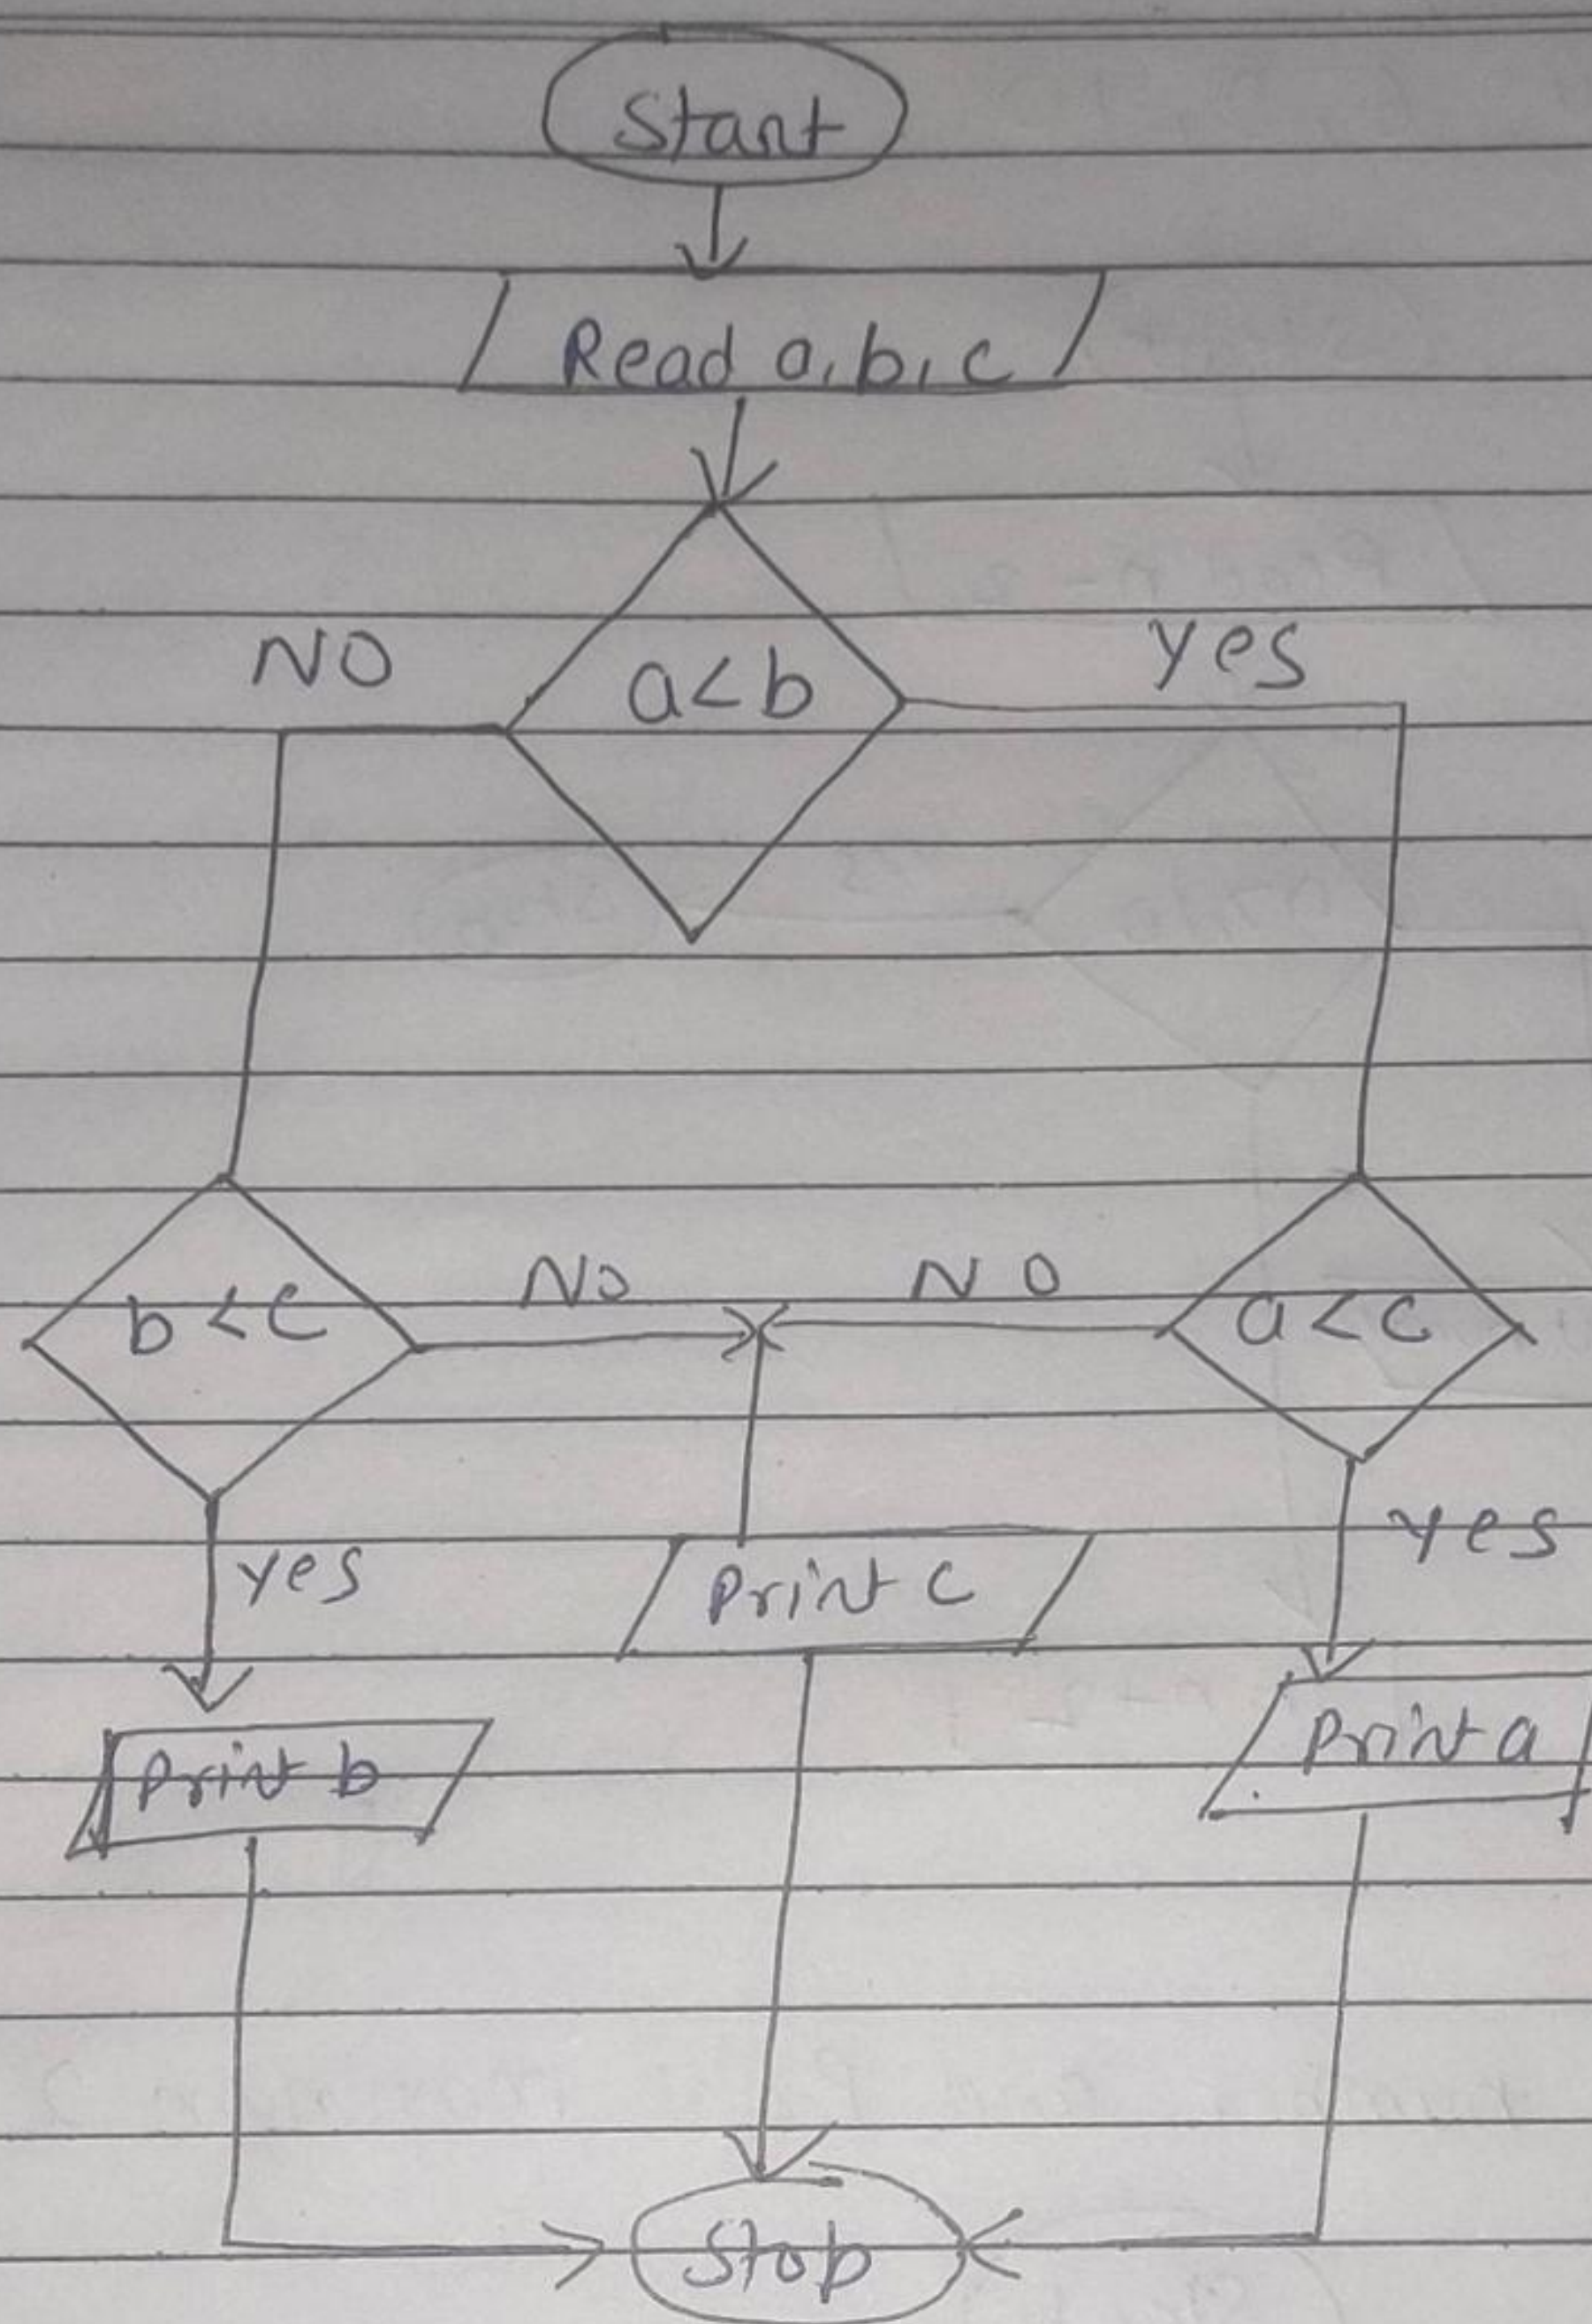 Start
Read a, b, c
NO
a<b
yes
b<c
NO
NO
a<c
yes
yes
Print c
Print b
Print a
Stop